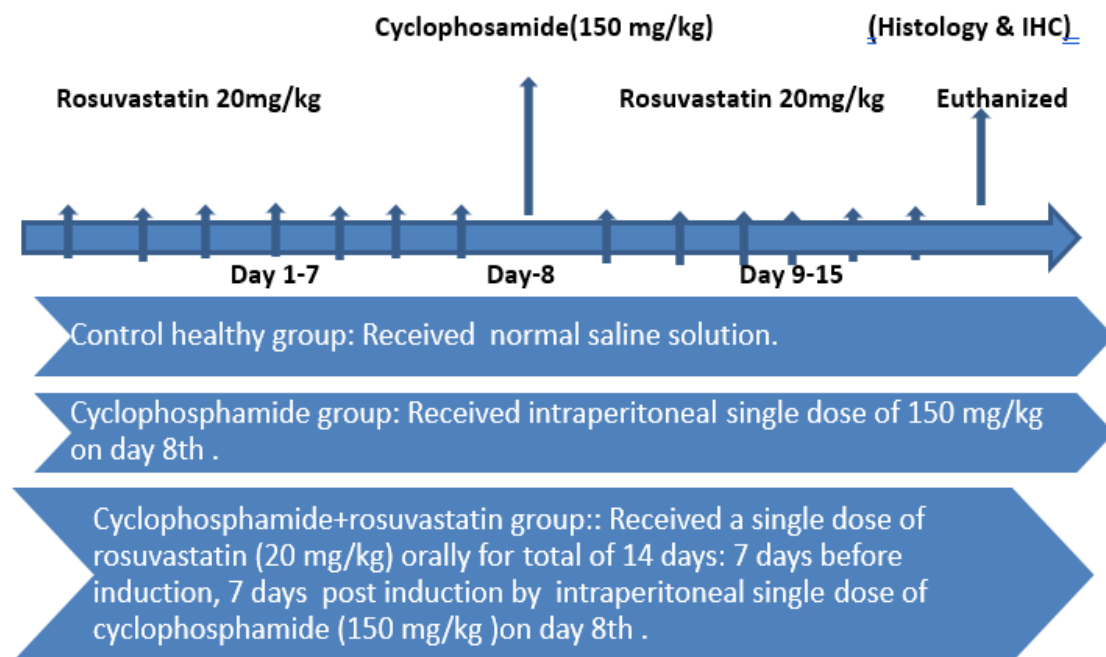 Cyclophosamide(150 mg/kg)
(Histology & IHC)
Rosuvastatin 20mg/kg
Rosuvastatin 20mg/kg
Euthanized
Day 1-7
Day-8
Day 9-15
Control healthy group: Received normal saline solution.
Cyclophosphamide group: Received intraperitoneal single dose of 150 mg/kg
on day 8th .
Cyclophosphamide+rosuvastatin group:: Received a single dose of
rosuvastatin (20 mg/kg) orally for total of 14 days: 7 days before
induction, 7 days post induction by intraperitoneal single dose of
cyclophosphamide (150 mg/kg )on day 8th .